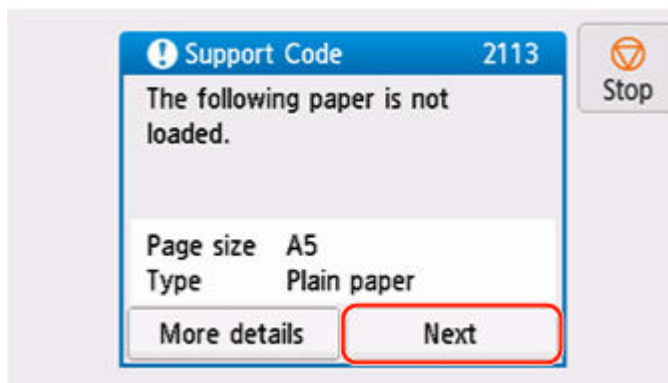 Support Code 2113
Stop
The following paper is not
loaded.
Page size A5
Type Plain paper
More details Next